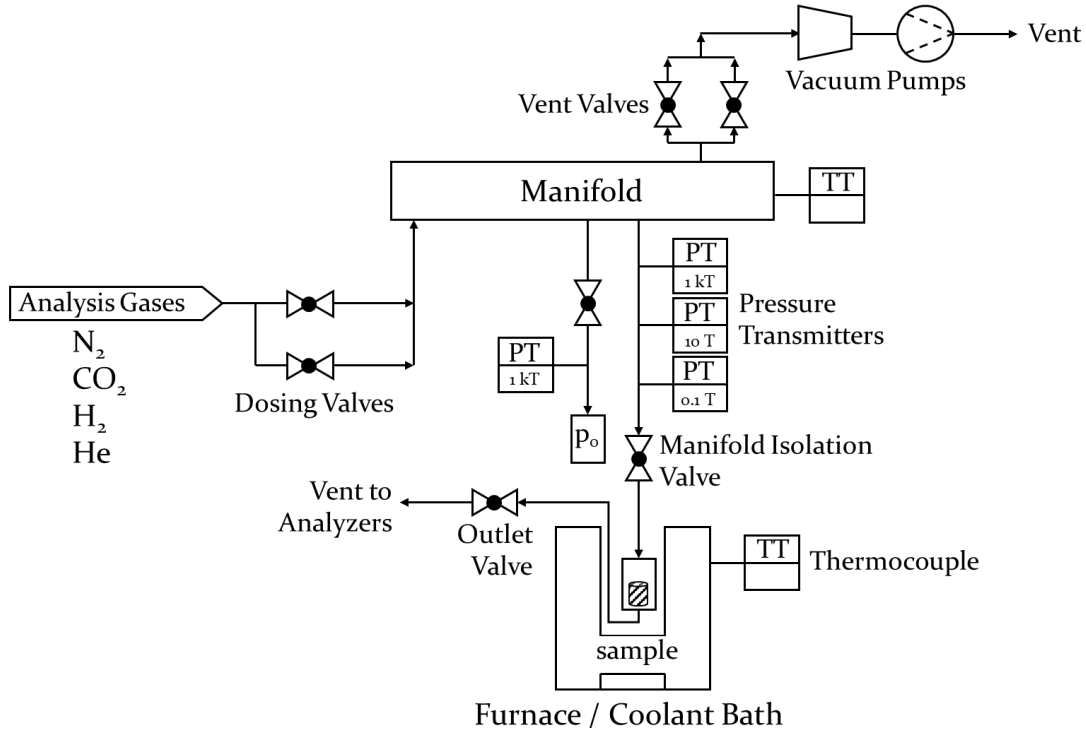 Vent
Vacuum Pumps
Vent Valves
Manifold
TT
PT
1 kT
Analysis Gases
Pressure
Transmitters
PT
10 T
N₂
CO₂
H₂
He
PT
1 kT
PT
0.1 T
Dosing Valves
p₀
Manifold Isolation
Valve
Vent to
Analyzers
Outlet
Valve
TT
Thermocouple
sample
Furnace / Coolant Bath